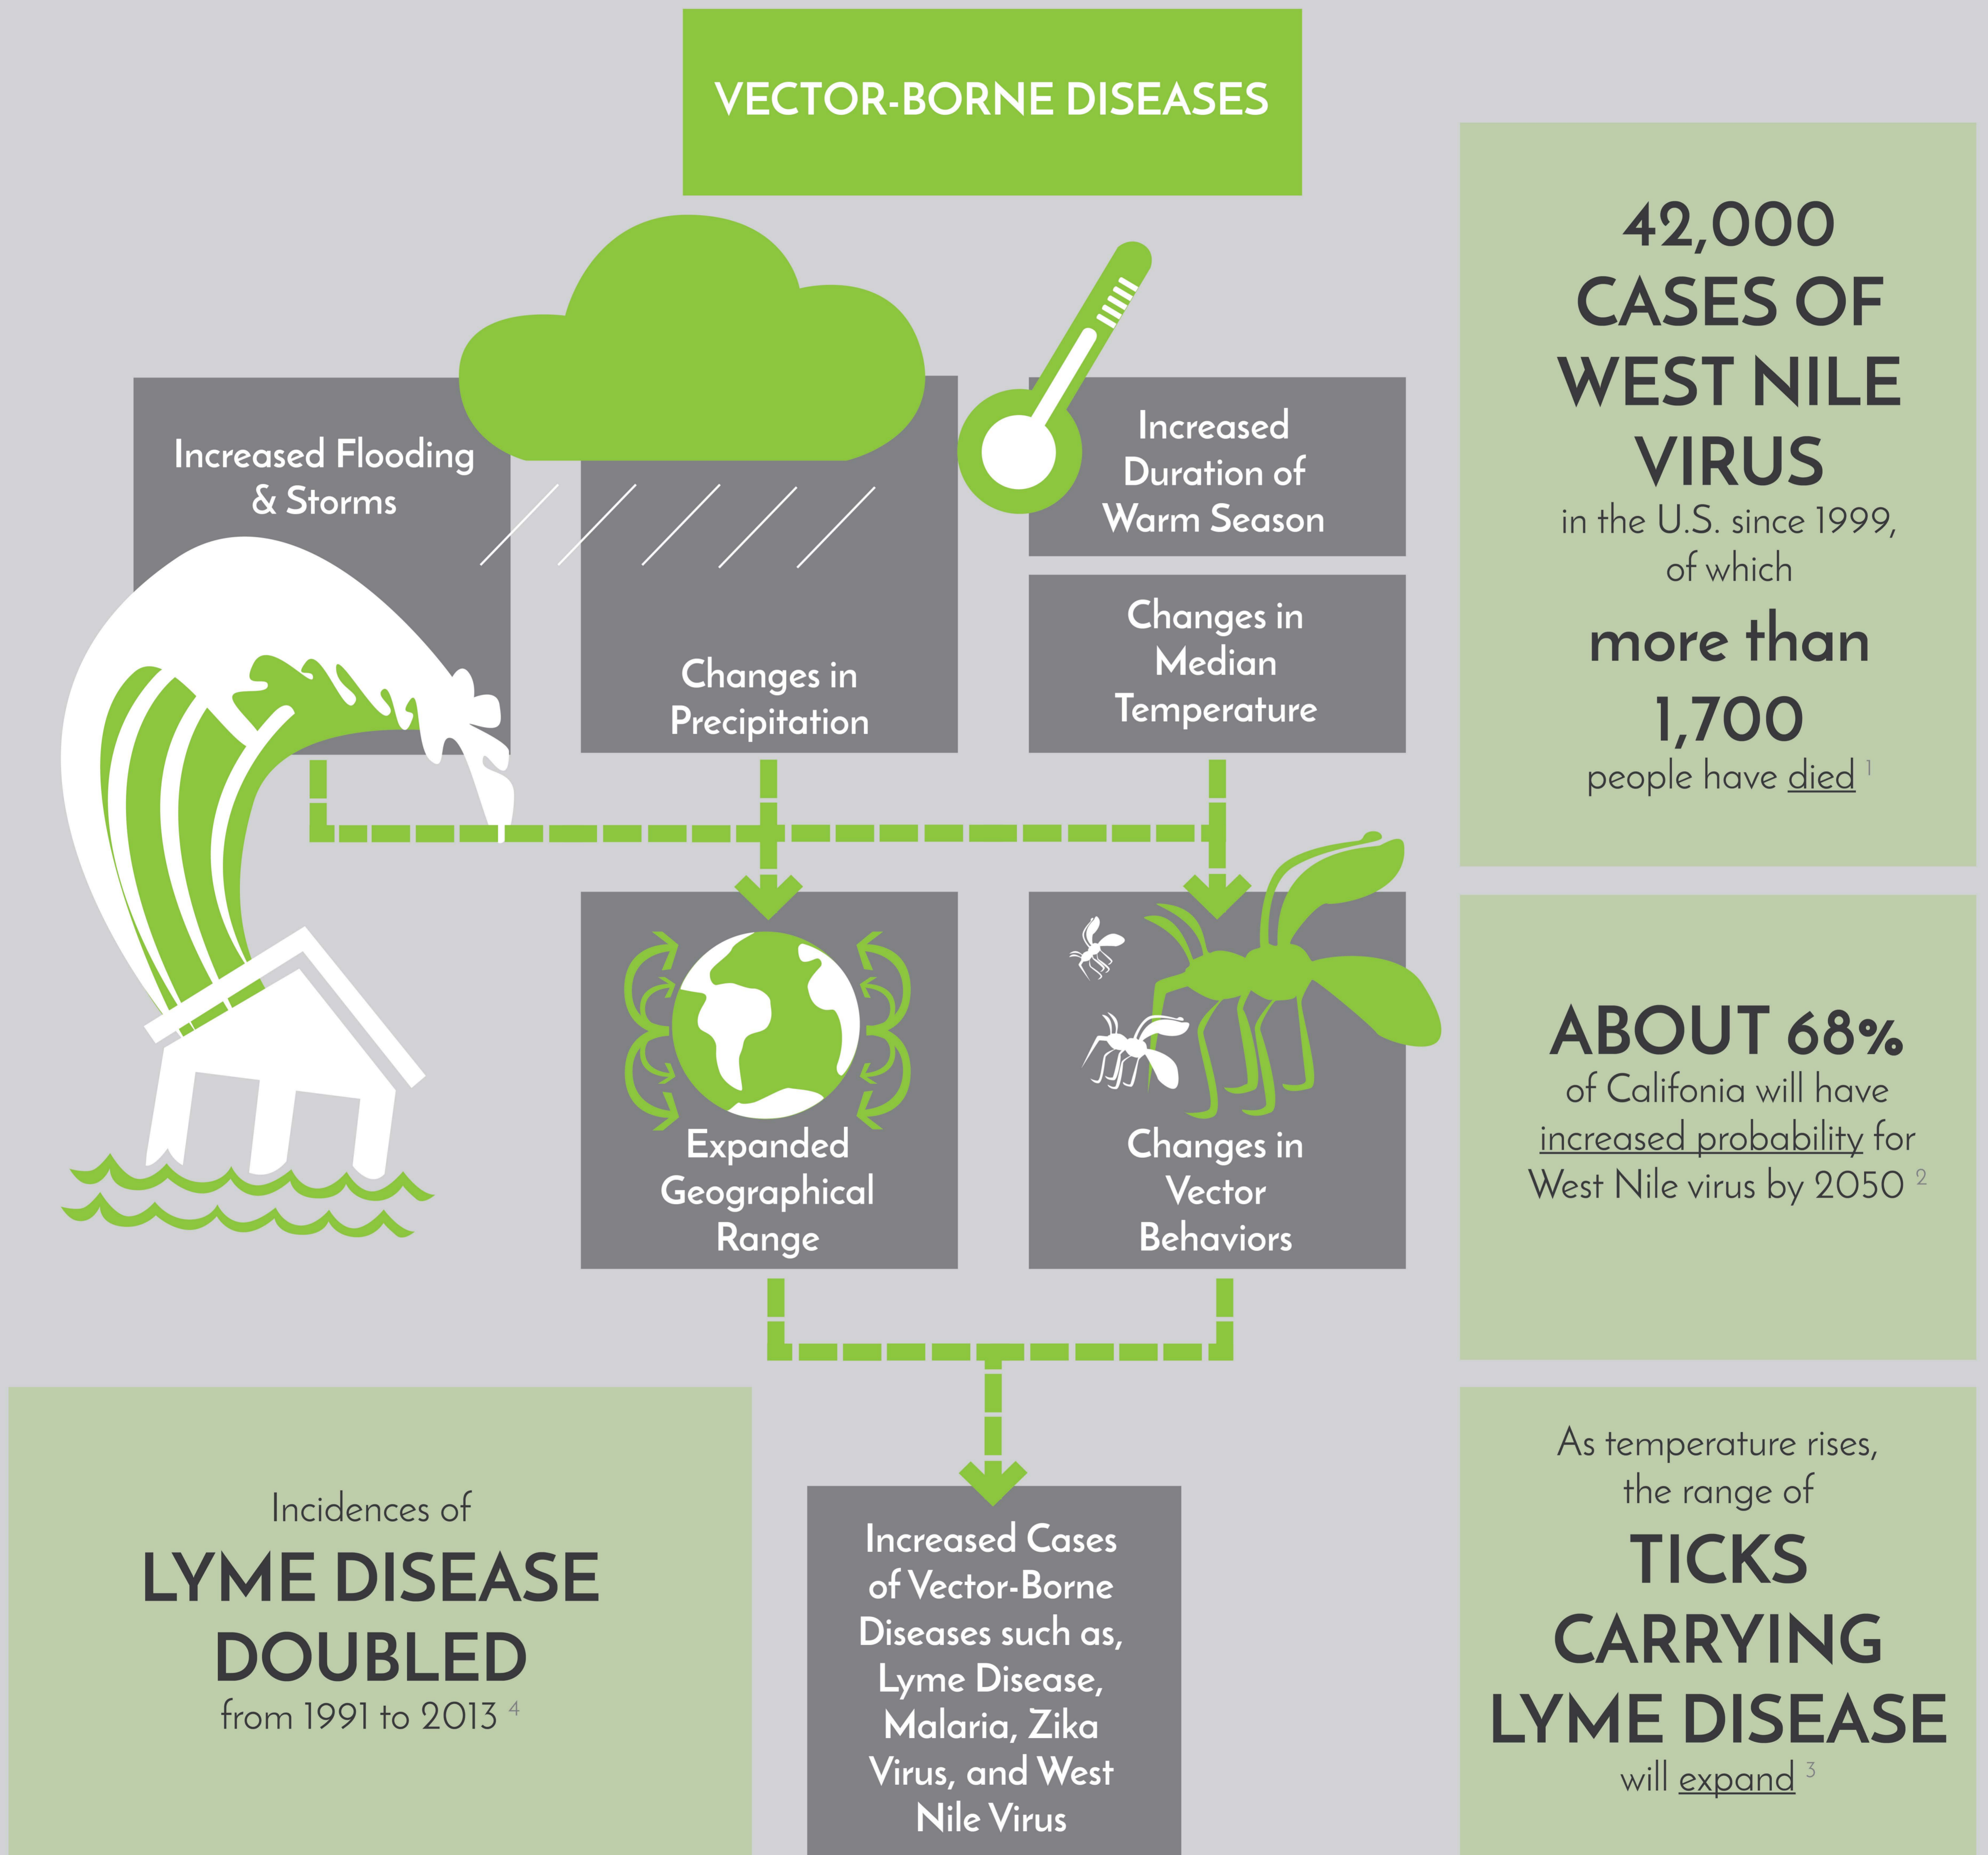 VECTOR-BORNE DISEASES
Increased Flooding
& Storms
Changes in
Precipitation
Increased
Duration of
Warm Season
Changes in
Median
Temperature
Expanded
Geographical
Range
Changes in
Vector
Behaviors
Increased Cases
of Vector-Borne
Diseases such as,
Lyme Disease,
Malaria, Zika
Virus, and West
Nile Virus
42,000
CASES OF
WEST NILE
VIRUS
in the U.S. since 1999,
of which
more than
1,700
people have died 1
ABOUT 68%
of Califonia will have
increased probability for
West Nile virus by 2050 2
As temperature rises,
the range of
TICKS
CARRYING
LYME DISEASE
will expand 3
Incidences of
LYME DISEASE
DOUBLED
from 1991 to 2013 4